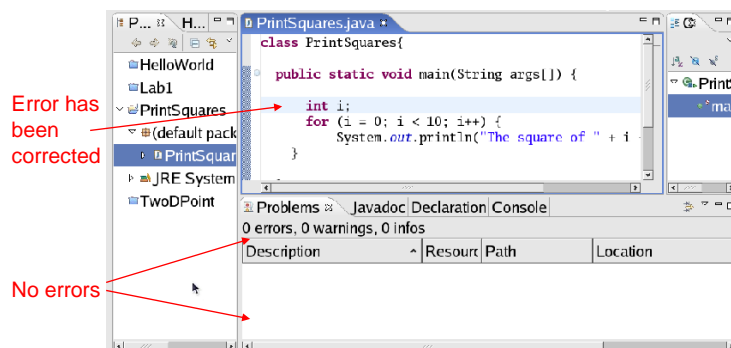 P... H...
PrintSquares.java
HelloWorld
Lab1
PrintSquares
(default pack
PrintSquar
JRE System
TwoDPoint
class PrintSquares{
public static void main(String args[]) {
int i;
for (i = 0; i < 10; i++) {
System.out.println("The square of " + i
}
Print
ma
Error has
been
corrected
Problems Javadoc Declaration Console
0 errors, 0 warnings, 0 infos
Description Resourc Path Location
No errors